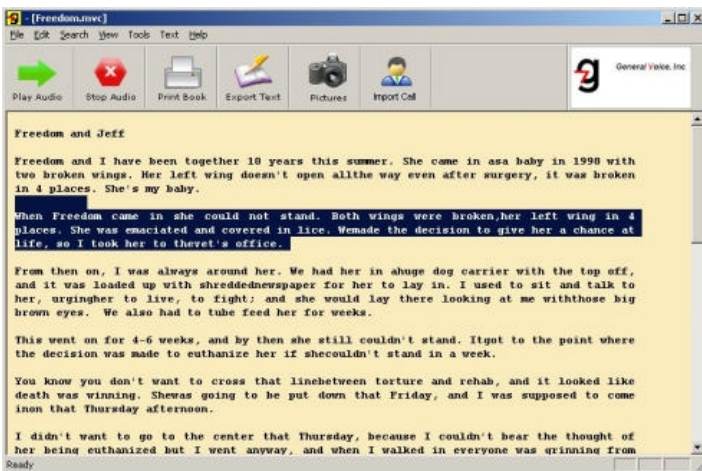 - [Freedom.mvc]
File Edit Search View Tools Text Help
Play Audio Stop Audio Print Book Export Text Pictures Import Call
General Voice, Inc
Freedom and Jeff
Freedom and I have been together 10 years this summer. She came in asa baby in 1998 with
two broken wings. Her left wing doesn't open allthe way even after surgery, it was broken
in 4 places. She's my baby.
When Freedom came in she could not stand. Both wings were broken,her left wing in 4
places. She was emaciated and covered in lice. Wemade the decision to give her a chance at
life, so I took her to thevet's office.
From then on, I was always around her. We had her in ahuge dog carrier with the top off,
and it was loaded up with shreddednewspaper for her to lay in. I used to sit and talk to
her, urgingher to live, to fight; and she would lay there looking at me withthose big
brown eyes. We also had to tube feed her for weeks.
This went on for 4-6 weeks, and by then she still couldn't stand. Itgot to the point where
the decision was made to euthanize her if shecouldn't stand in a week.
You know you don't want to cross that linebetween torture and rehab, and it looked like
death was winning. Shewas going to be put down that Friday, and I was supposed to come
inon that Thursday afternoon.
I didn't want to go to the center that Thursday, because I couldn't bear the thought of
her being euthanized but I went anyway, and when I walked in everyone was grinning from
Ready